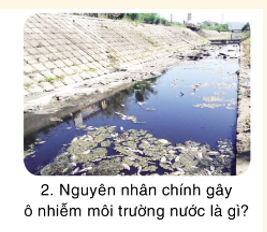 2. Nguyên nhân chính gây
ô nhiễm môi trường nước là gì?